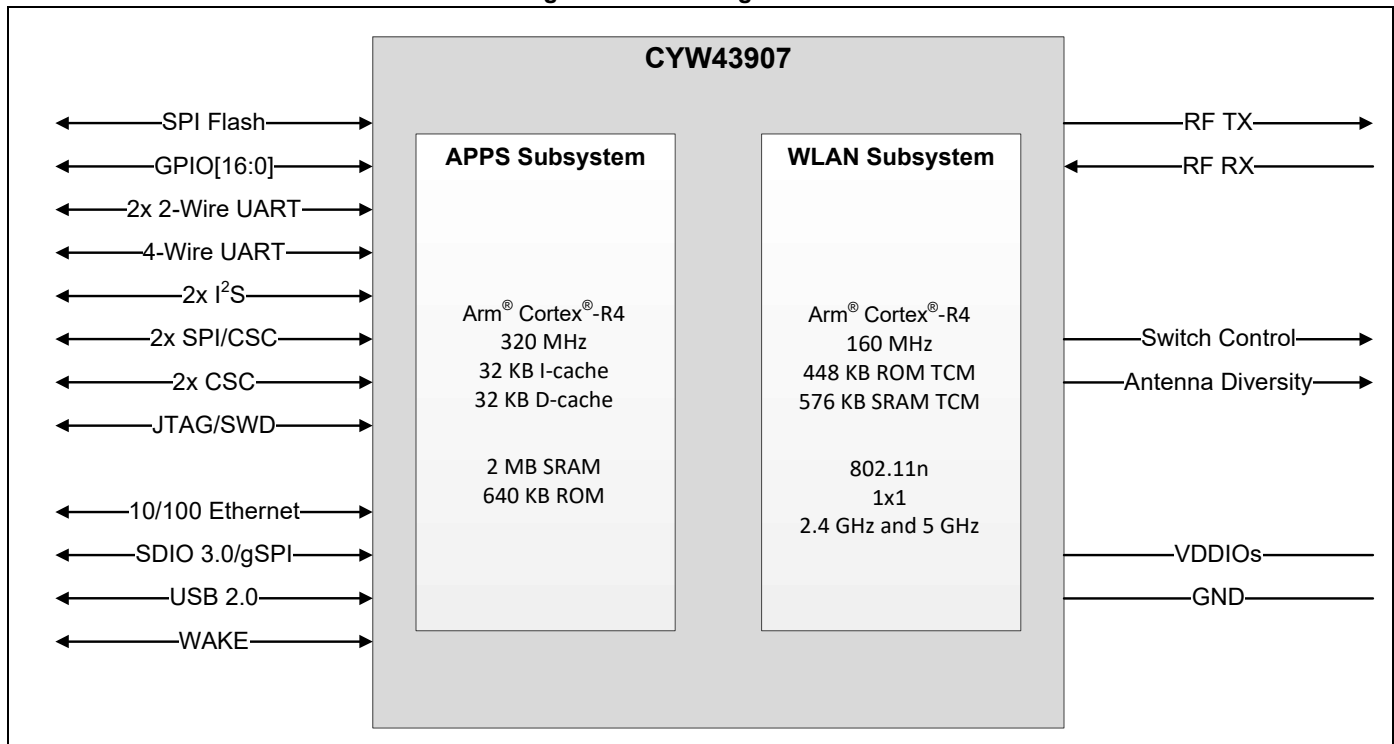 CYW43907
SPI Flash
GPIO[16:0]
2x 2-Wire UART
4-Wire UART
2x I²S
2x SPI/CSC
2x CSC
JTAG/SWD
10/100 Ethernet
SDIO 3.0/gSPI
USB 2.0
WAKE
APPS Subsystem
Arm® Cortex®-R4
320 MHz
32 KB I-cache
32 KB D-cache
2 MB SRAM
640 KB ROM
WLAN Subsystem
Arm® Cortex®-R4
160 MHz
448 KB ROM TCM
576 KB SRAM TCM
802.11n
1x1
2.4 GHz and 5 GHz
RF TX
RF RX
Switch Control
Antenna Diversity
VDDIOs
GND